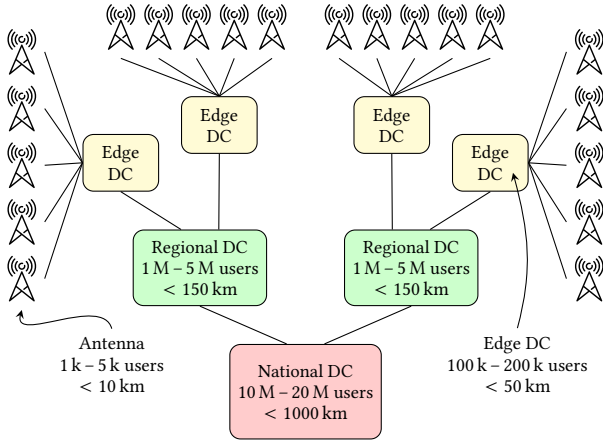 Edge
DC
Edge
DC
Edge
DC
Edge
DC
Regional DC
1 M – 5 M users
< 150 km
Regional DC
1 M – 5 M users
< 150 km
Antenna
1 k – 5 k users
< 10 km
National DC
10 M – 20 M users
< 1000 km
Edge DC
100 k – 200 k users
< 50 km